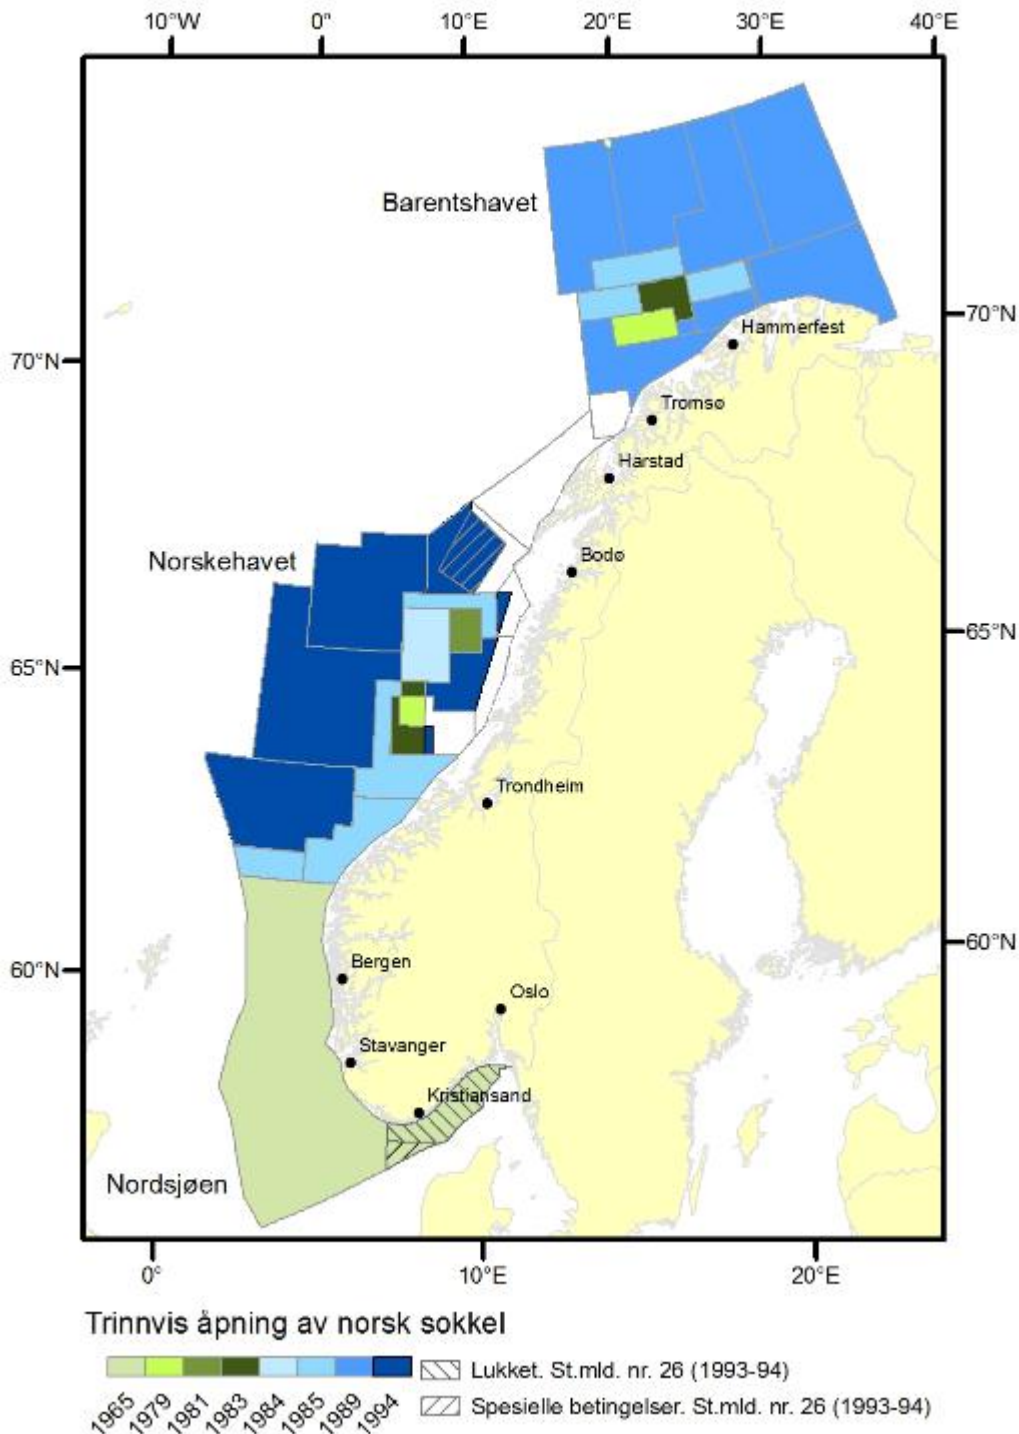 10°W 0° 10°E 20°E 30°E 40°E
Barentshavet
70°N
Hammerfest
70°N
Tromsø
Harstad
Norskehavet
Bodø
65°N
65°N
Trondheim
60°N
Bergen
60°N
Oslo
Stavanger
Kristiansand
Nordsjøen
0° 10°E 20°E
Trinnvis åpning av norsk sokkel
Lukket. St.mld. nr. 26 (1993-94)
1965 1979 1981 1983 1984 1985 1989 1994
Spesielle betingelser. St.mld. nr. 26 (1993-94)